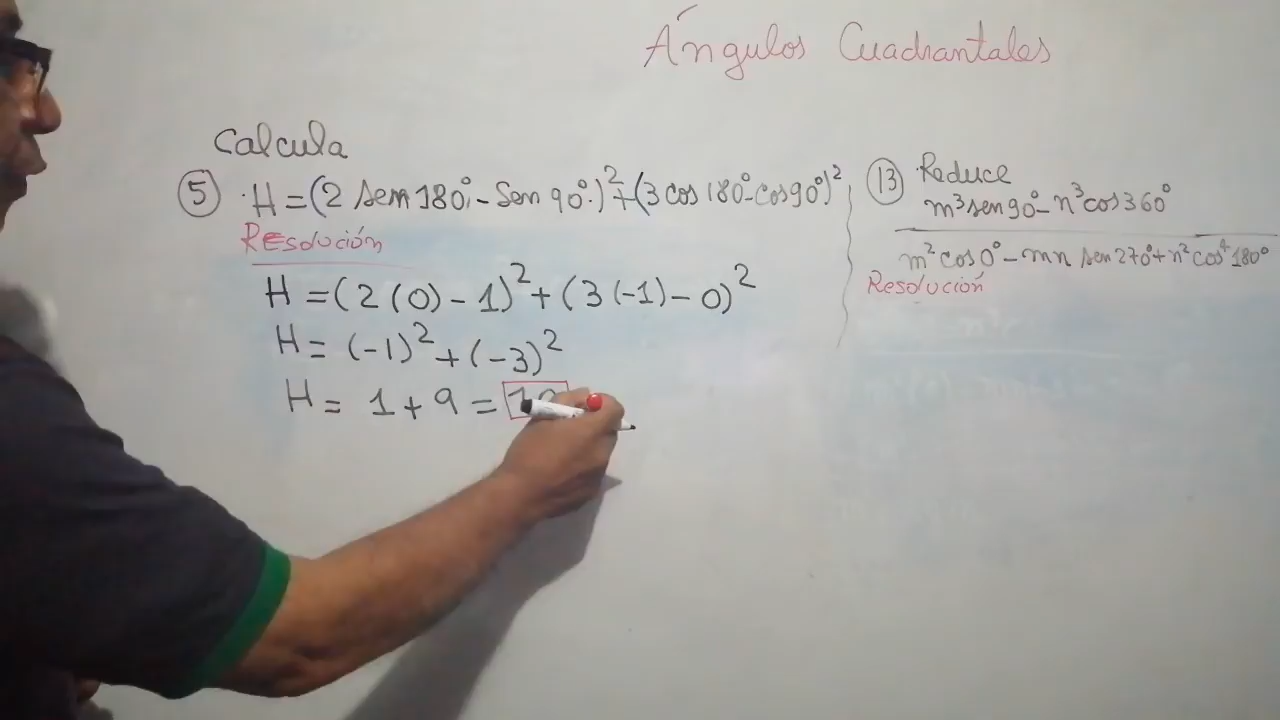 Ángulos Cuadrantales
Calcula
5 H = (2 sen 180° - Sen 90°)² + (3 cos 180° - cos 90°)²
Resolución
H = (2(0) - 1)² + (3(-1) - 0)²
H = (-1)² + (-3)²
H = 1 + 9 = 10
13 Reduce
m³ sen 90° - n³ cos 360°
m² cos 0° - mn sen 270° + n² cos⁴ 180°
Resolución